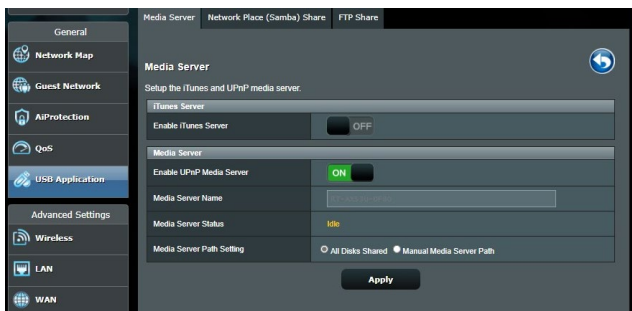 Media Server Network Place (Samba) Share FTP Share
General
Network Map
Guest Network
AiProtection
QoS
USB Application
Advanced Settings
Wireless
LAN
WAN
Media Server
Setup the iTunes and UPnP media server.
iTunes Server
Enable iTunes Server OFF
Media Server
Enable UPnP Media Server ON
Media Server Name
Media Server Status Idle
Media Server Path Setting All Disks Shared Manual Media Server Path
Apply